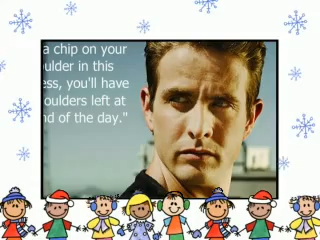 a chip on your
oulder in this
ess, you'll have
oulders left at
nd of the day."